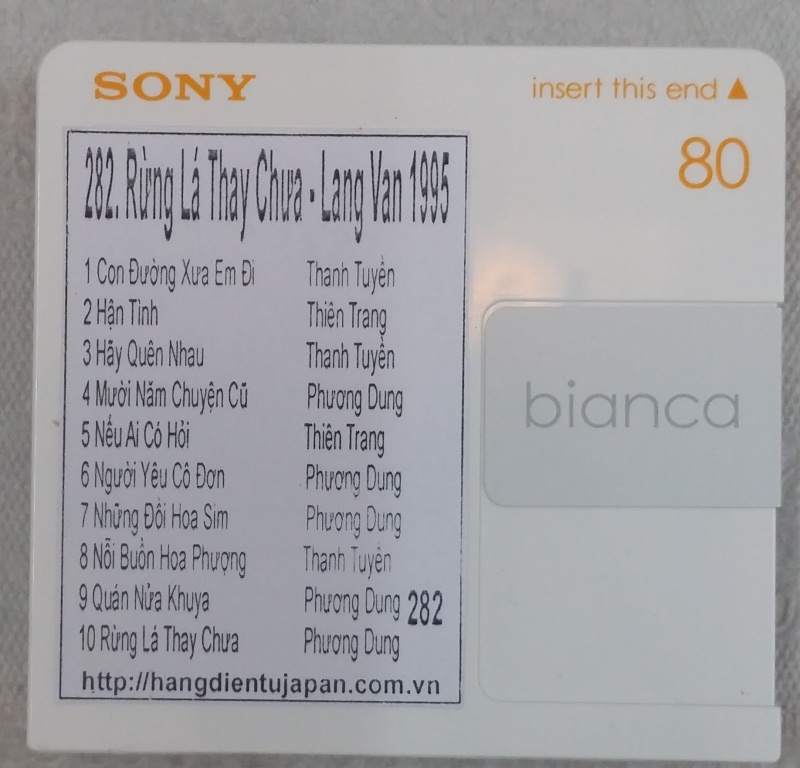 SONY
insert this end ▲
80
282. Rừng Lá Thay Chưa - Lang Van 1995
1 Con Đường Xưa Em Đi Thanh Tuyền
2 Hận Tình Thiên Trang
3 Hãy Quên Nhau Thanh Tuyền
4 Mười Năm Chuyện Cũ Phương Dung
5 Nếu Ai Có Hỏi Thiên Trang
6 Người Yêu Cô Đơn Phương Dung
7 Những Đồi Hoa Sim Phương Dung
8 Nỗi Buồn Hoa Phượng Thanh Tuyền
9 Quán Nửa Khuya Phương Dung 282
10 Rừng Lá Thay Chưa Phương Dung
http://hangdientujapan.com.vn
bianca